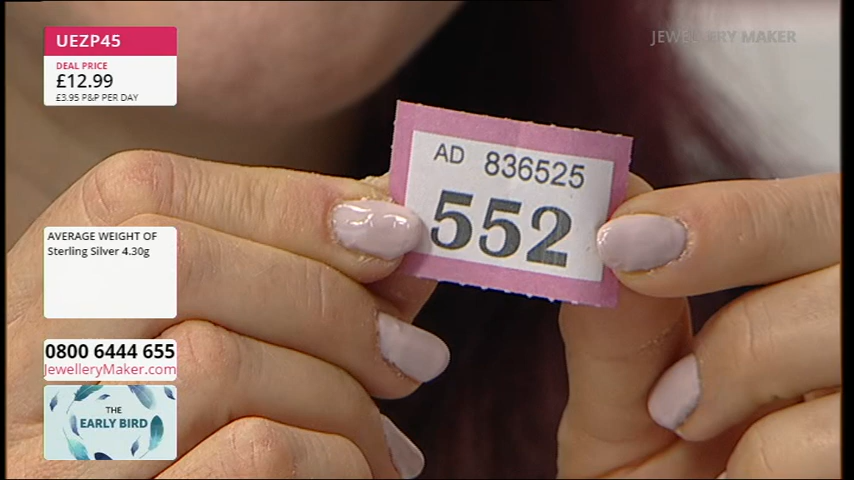 UEZP45
DEAL PRICE
£12.99
£3.95 P&P PER DAY
JEWELLERY MAKER
AD 836525
552
AVERAGE WEIGHT OF
Sterling Silver 4.30g
0800 6444 655
JewelleryMaker.com
THE
EARLY BIRD